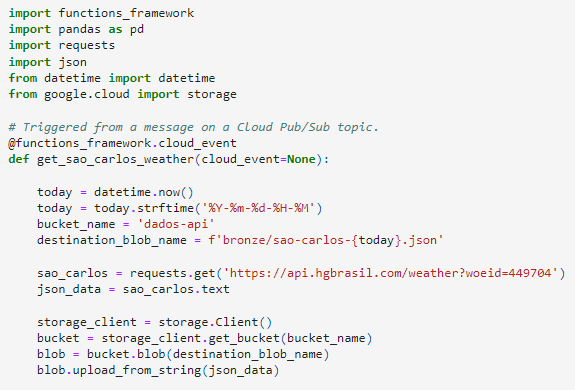 import functions_framework
import pandas as pd
import requests
import json
from datetime import datetime
from google.cloud import storage

# Triggered from a message on a Cloud Pub/Sub topic.
@functions_framework.cloud_event
def get_sao_carlos_weather(cloud_event=None):

    today = datetime.now()
    today = today.strftime('%Y-%m-%d-%H-%M')
    bucket_name = 'dados-api'
    destination_blob_name = f'bronze/sao-carlos-{today}.json'

    sao_carlos = requests.get('https://api.hgbrasil.com/weather?woeid=449704')
    json_data = sao_carlos.text

    storage_client = storage.Client()
    bucket = storage_client.get_bucket(bucket_name)
    blob = bucket.blob(destination_blob_name)
    blob.upload_from_string(json_data)